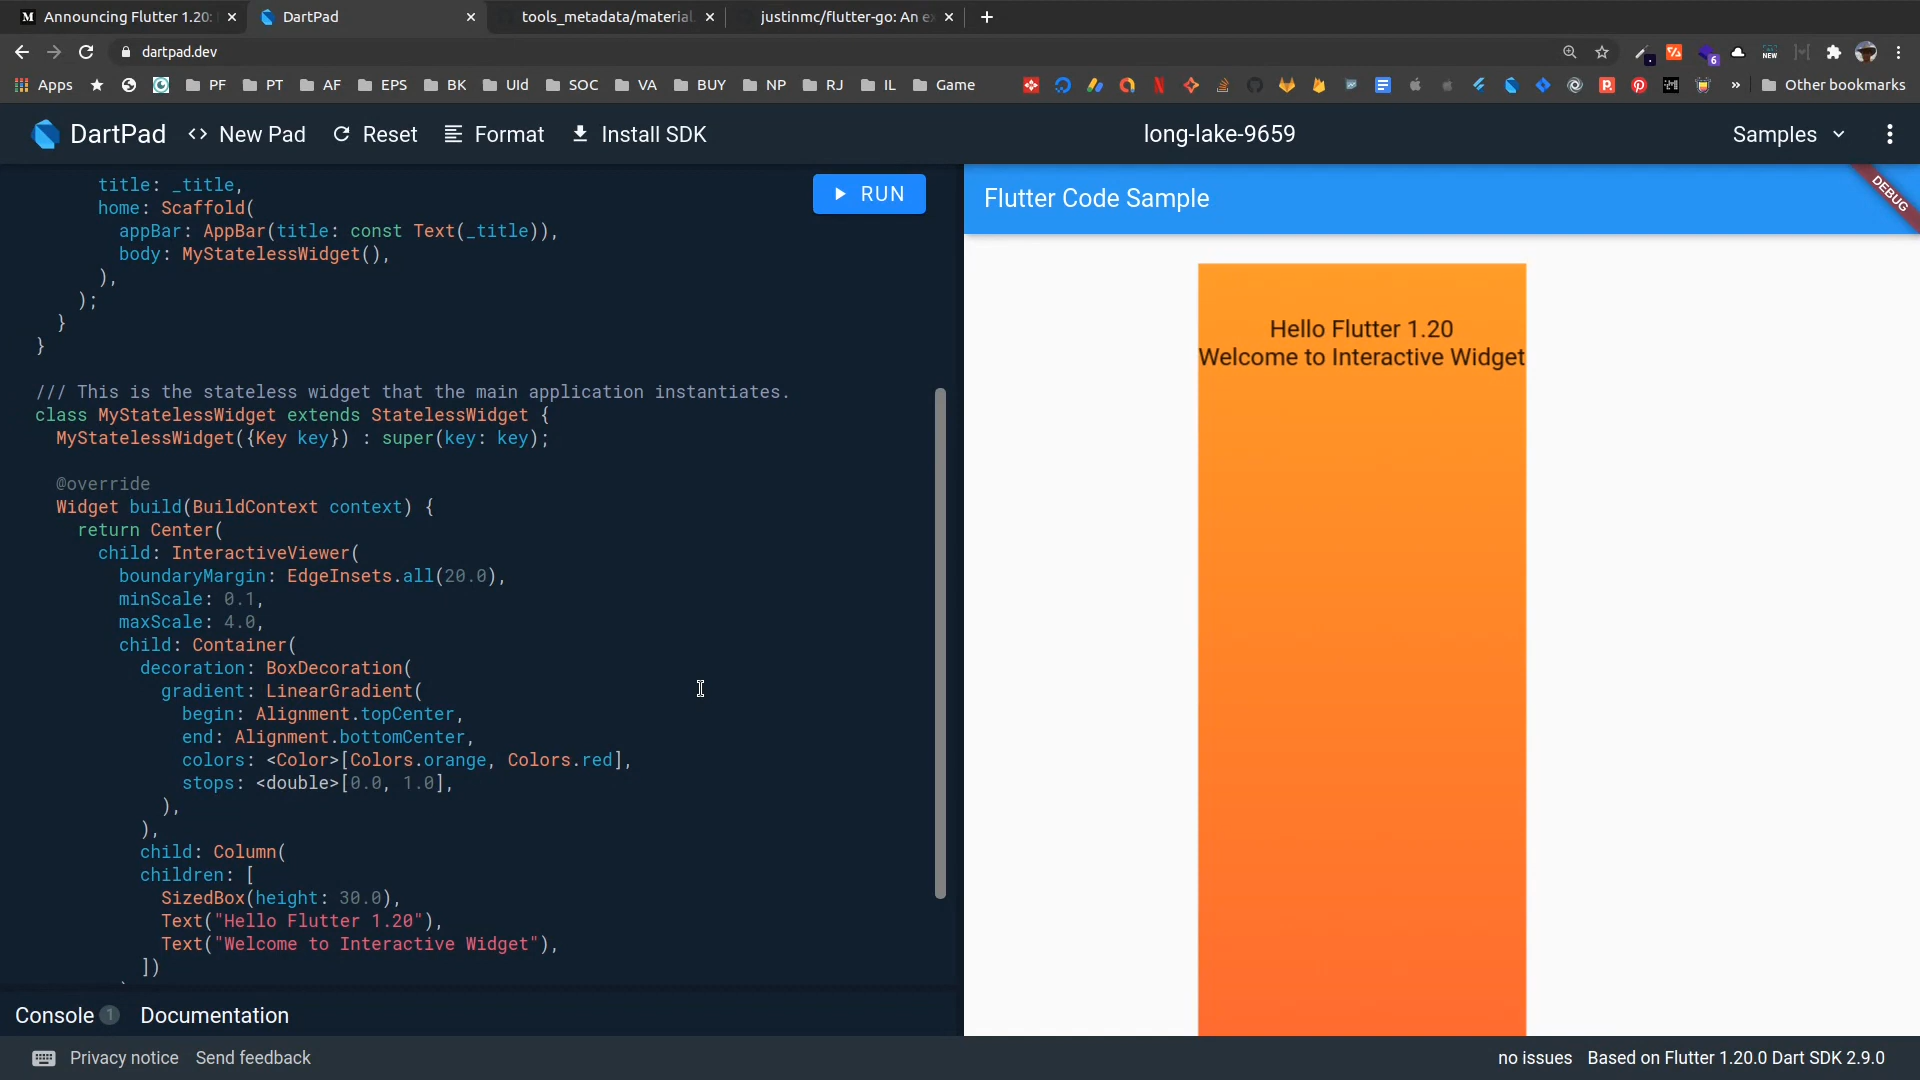 Announcing Flutter 1.20:
DartPad
tools_metadata/material
justinmc/flutter-go: An ex
dartpad.dev
Apps
PF
PT
AF
EPS
BK
UId
SOC
VA
BUY
NP
RJ
IL
Game
Other bookmarks
DartPad
New Pad
Reset
Format
Install SDK
long-lake-9659
Samples
title: _title,
home: Scaffold(
appBar: AppBar(title: const Text(_title)),
body: MyStatelessWidget(),
),
);
}
}
/// This is the stateless widget that the main application instantiates.
class MyStatelessWidget extends StatelessWidget {
MyStatelessWidget({Key key}) : super(key: key);
@override
Widget build(BuildContext context) {
return Center(
child: InteractiveViewer(
boundaryMargin: EdgeInsets.all(20.0),
minScale: 0.1,
maxScale: 4.0,
child: Container(
decoration: BoxDecoration(
gradient: LinearGradient(
begin: Alignment.topCenter,
end: Alignment.bottomCenter,
colors: <Color>[Colors.orange, Colors.red],
stops: <double>[0.0, 1.0],
),
),
child: Column(
children: [
SizedBox(height: 30.0),
Text("Hello Flutter 1.20"),
Text("Welcome to Interactive Widget"),
])
RUN
Flutter Code Sample
DEBUG
Hello Flutter 1.20
Welcome to Interactive Widget
Console 1
Documentation
Privacy notice
Send feedback
no issues
Based on Flutter 1.20.0 Dart SDK 2.9.0